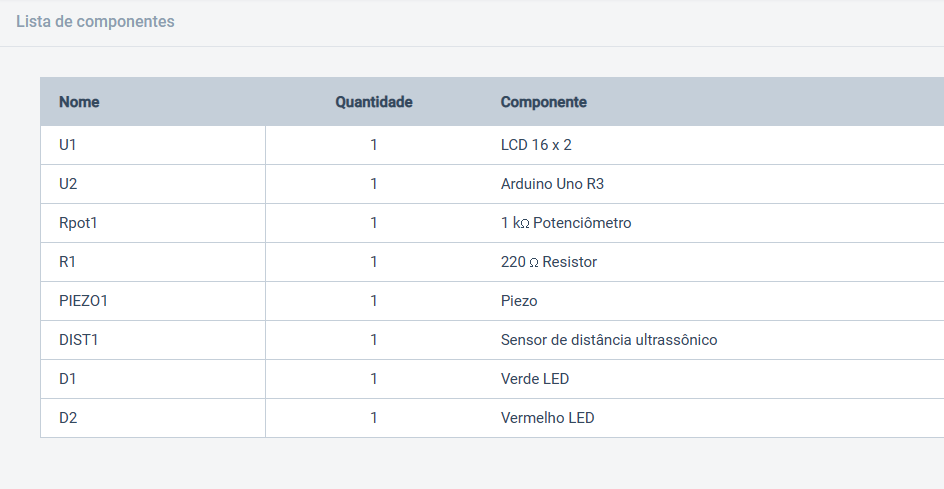 Lista de componentes
Nome Quantidade Componente
U1 1 LCD 16 x 2
U2 1 Arduino Uno R3
Rpot1 1 1 kΩ Potenciômetro
R1 1 220 Ω Resistor
PIEZO1 1 Piezo
DIST1 1 Sensor de distância ultrassônico
D1 1 Verde LED
D2 1 Vermelho LED